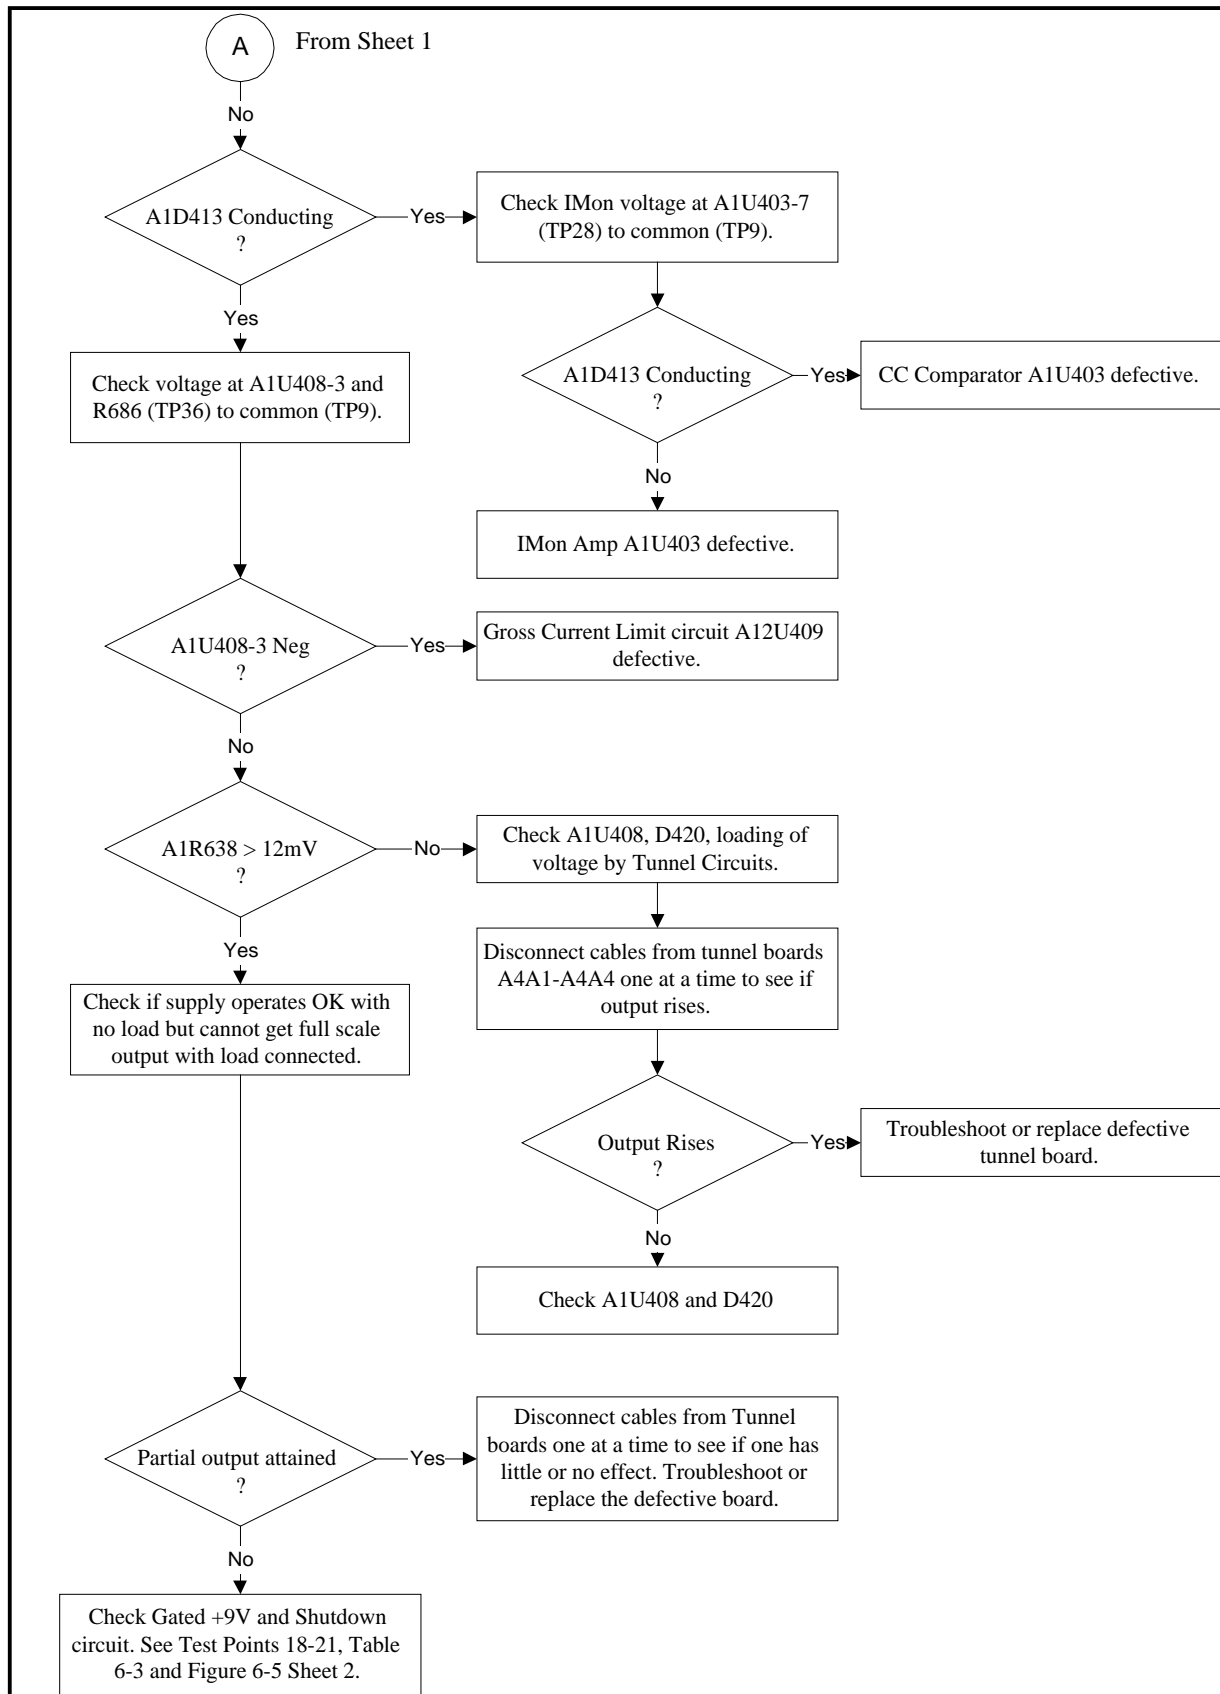 A
From Sheet 1
No
A1D413 Conducting
?
Yes
Check IMon voltage at A1U403-7
(TP28) to common (TP9).
Yes
Check voltage at A1U408-3 and
R686 (TP36) to common (TP9).
A1D413 Conducting
?
Yes
CC Comparator A1U403 defective.
No
IMon Amp A1U403 defective.
A1U408-3 Neg
?
Yes
Gross Current Limit circuit A12U409
defective.
No
A1R638 > 12mV
?
No
Check A1U408, D420, loading of
voltage by Tunnel Circuits.
Yes
Disconnect cables from tunnel boards
A4A1-A4A4 one at a time to see if
output rises.
Check if supply operates OK with
no load but cannot get full scale
output with load connected.
Output Rises
?
Yes
Troubleshoot or replace defective
tunnel board.
No
Check A1U408 and D420
Partial output attained
?
Yes
Disconnect cables from Tunnel
boards one at a time to see if one has
little or no effect. Troubleshoot or
replace the defective board.
No
Check Gated +9V and Shutdown
circuit. See Test Points 18-21, Table
6-3 and Figure 6-5 Sheet 2.